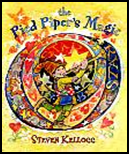 the
Pied Piper's Magic
STEVEN KELLOGG